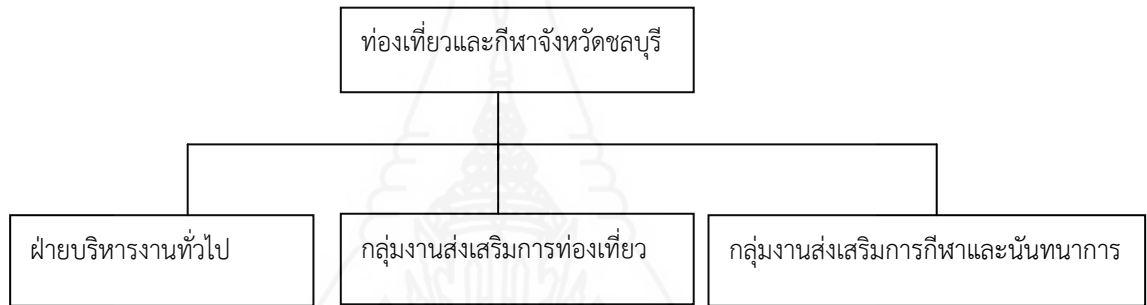 ท่องเที่ยวและกีฬาจังหวัดชลบุรี
ฝ่ายบริหารงานทั่วไป
กลุ่มงานส่งเสริมการท่องเที่ยว
กลุ่มงานส่งเสริมการกีฬาและนันทนาการ